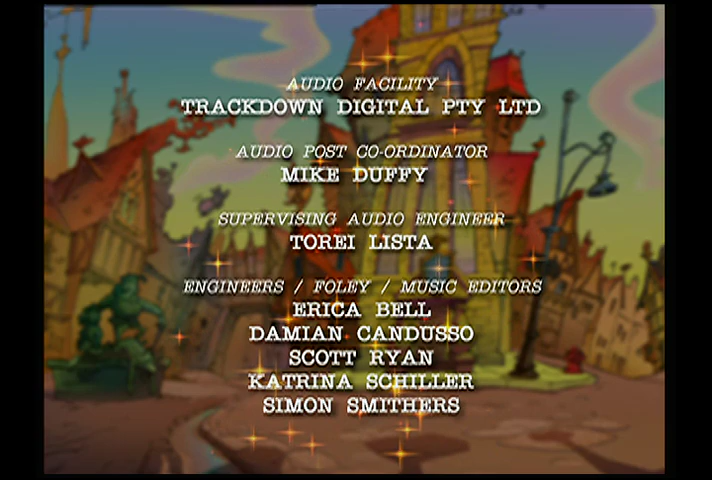 AUDIO FACILITY
TRACKDOWN DIGITAL PTY LTD
AUDIO POST CO-ORDINATOR
MIKE DUFFY
SUPERVISING AUDIO ENGINEER
TOREI LISTA
ENGINEERS / FOLEY / MUSIC EDITORS
ERICA BELL
DAMIAN CANDUSSO
SCOTT RYAN
KATRINA SCHILLER
SIMON SMITHERS